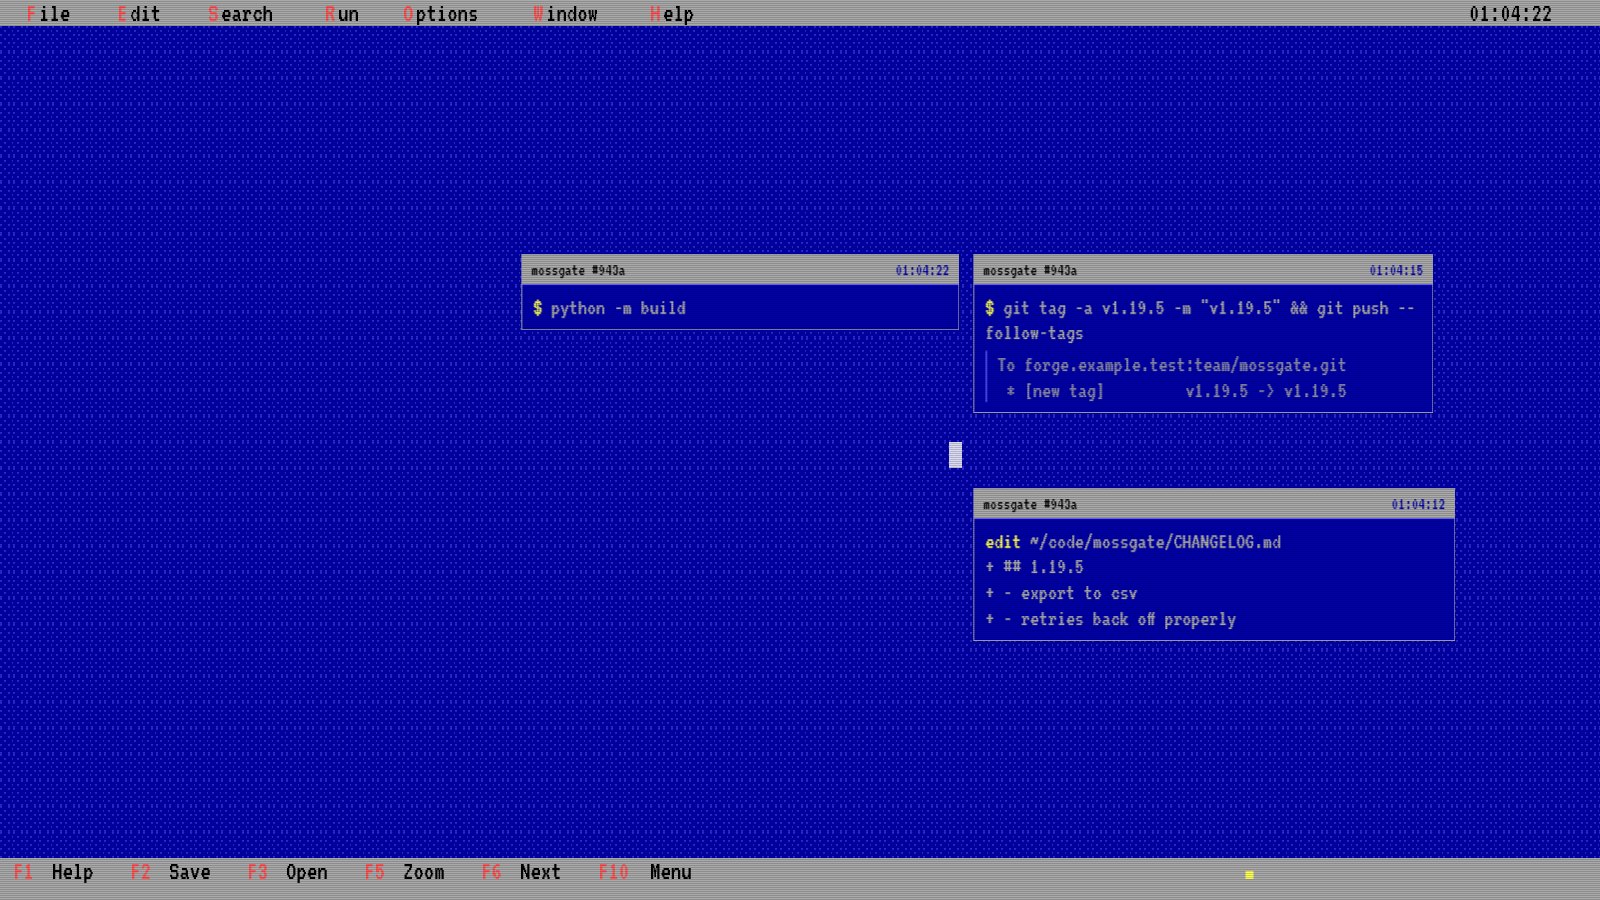 File Edit Search Run Options Window Help 01:04:22
mossgate #943a 01:04:22
$ python -m build
mossgate #943a 01:04:15
$ git tag -a v1.19.5 -m "v1.19.5" && git push --
follow-tags
To forge.example.test:team/mossgate.git
* [new tag] v1.19.5 -> v1.19.5
mossgate #943a 01:04:12
edit ~/code/mossgate/CHANGELOG.md
+ ## 1.19.5
+ - export to csv
+ - retries back off properly
F1 Help F2 Save F3 Open F5 Zoom F6 Next F10 Menu